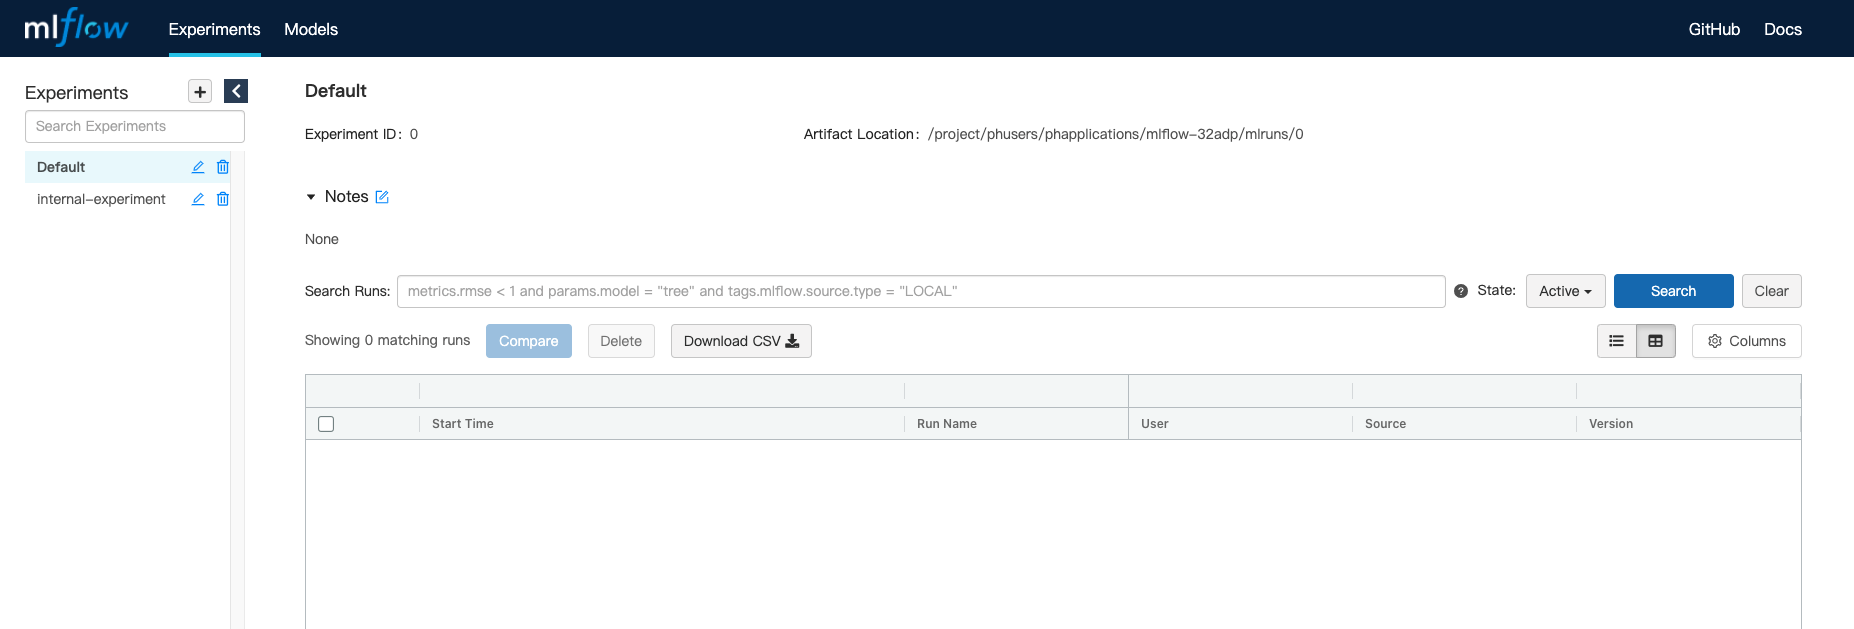 mlflow Experiments Models GitHub Docs
Experiments
Search Experiments
Default
internal-experiment
Default
Experiment ID: 0 Artifact Location: /project/phusers/phapplications/mlflow-32adp/mlruns/0
Notes
None
Search Runs: metrics.rmse < 1 and params.model = "tree" and tags.mlflow.source.type = "LOCAL" ? State: Active Search Clear
Showing 0 matching runs Compare Delete Download CSV Columns
Start Time Run Name User Source Version